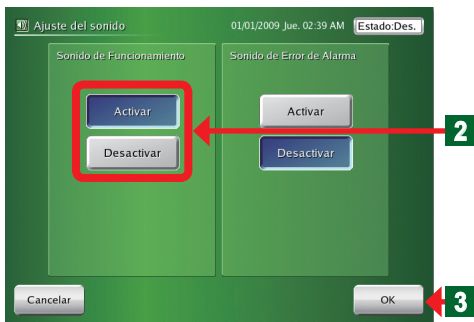 Ajuste del sonido 01/01/2009 Jue. 02:39 AM Estado:Des.
Sonido de Funcionamiento Sonido de Error de Alarma
Activar Activar
2
Desactivar Desactivar
Cancelar OK 3